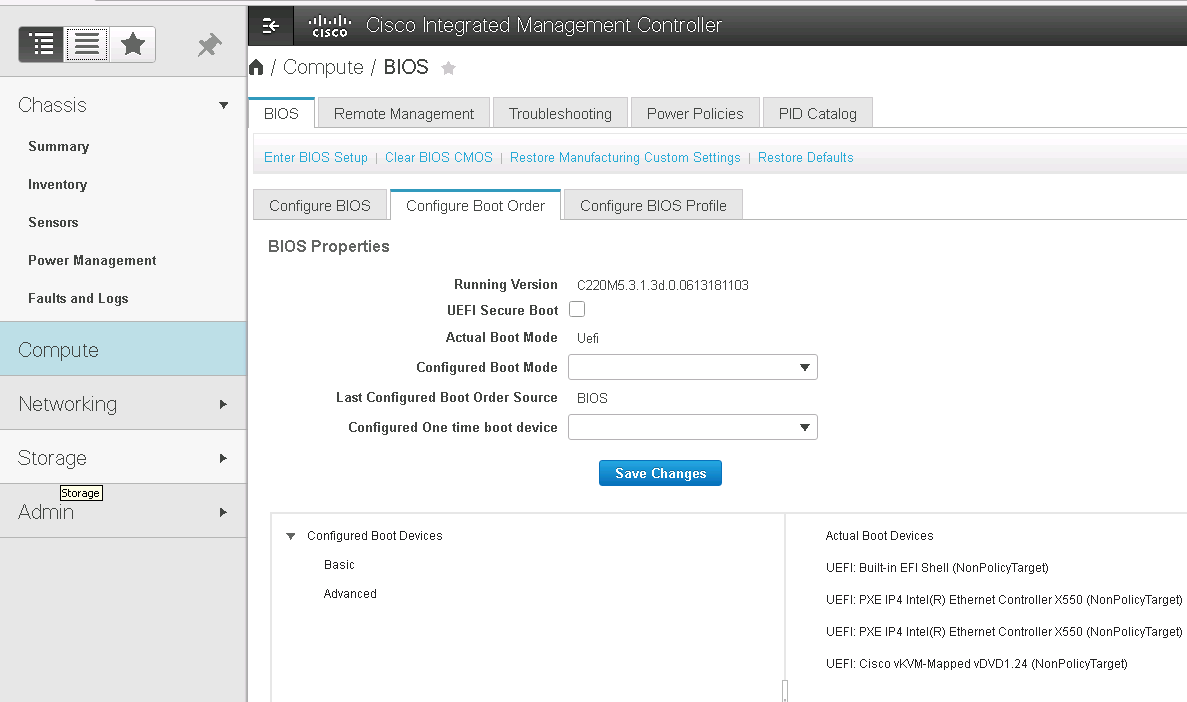 cisco Cisco Integrated Management Controller
/ Compute / BIOS
Chassis
Summary
Inventory
Sensors
Power Management
Faults and Logs
Compute
Networking
Storage
Storage
Admin
BIOS Remote Management Troubleshooting Power Policies PID Catalog
Enter BIOS Setup | Clear BIOS CMOS | Restore Manufacturing Custom Settings | Restore Defaults
Configure BIOS Configure Boot Order Configure BIOS Profile
BIOS Properties
Running Version C220M5.3.1.3d.0.0613181103
UEFI Secure Boot
Actual Boot Mode Uefi
Configured Boot Mode
Last Configured Boot Order Source BIOS
Configured One time boot device
Save Changes
Configured Boot Devices
Basic
Advanced
Actual Boot Devices
UEFI: Built-in EFI Shell (NonPolicyTarget)
UEFI: PXE IP4 Intel(R) Ethernet Controller X550 (NonPolicyTarget)
UEFI: PXE IP4 Intel(R) Ethernet Controller X550 (NonPolicyTarget)
UEFI: Cisco vKVM-Mapped vDVD1.24 (NonPolicyTarget)